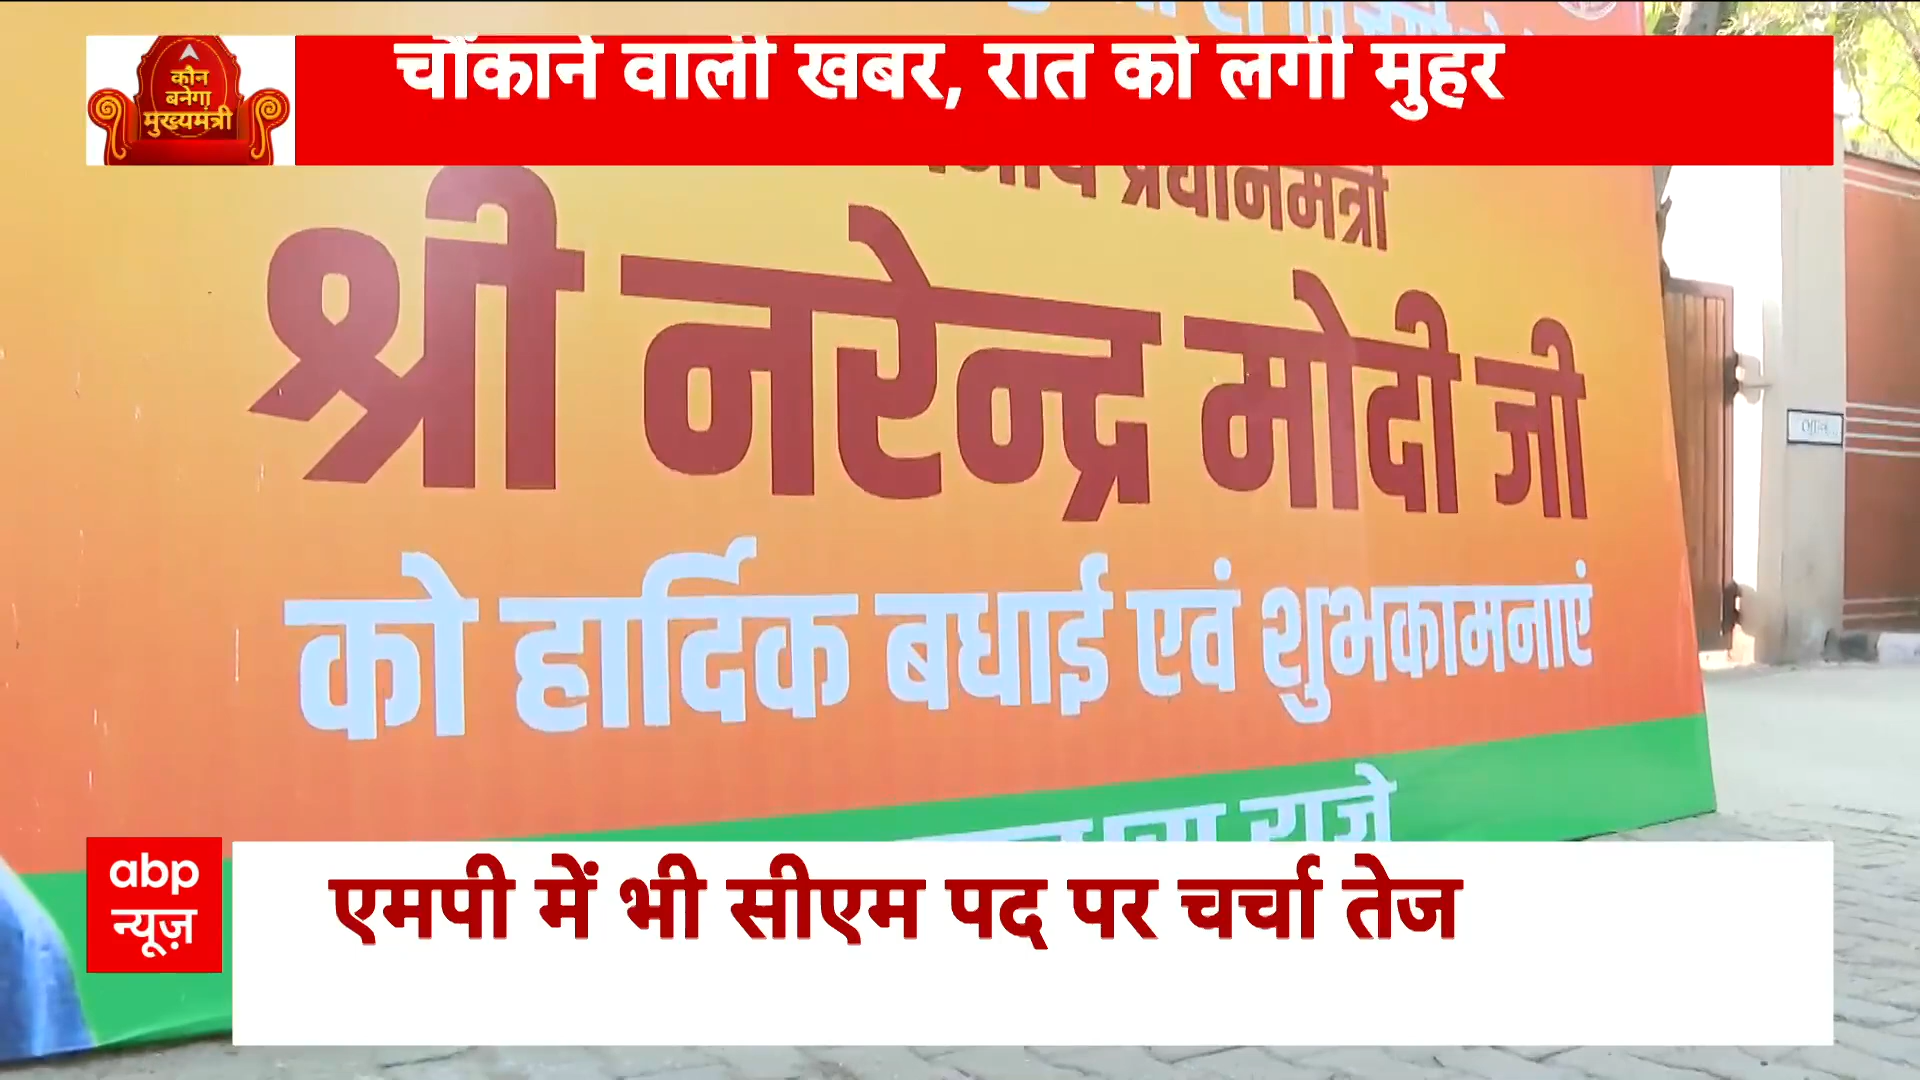 चौंकाने वाली खबर, रात को लगी मुहर
कौन
बनेगा
मुख्यमंत्री
प्रधानमंत्री
श्री नरेन्द्र मोदी जी
को हार्दिक बधाई एवं शुभकामनाएं
राजे
abp
न्यूज़
एमपी में भी सीएम पद पर चर्चा तेज